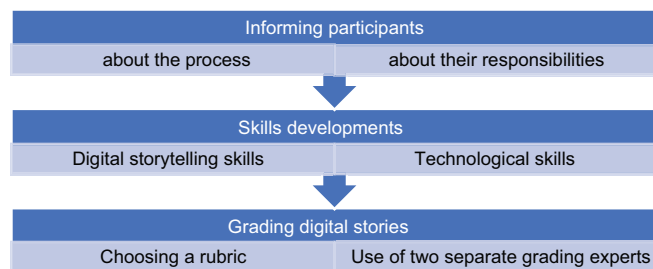 Informing participants
about the process
about their responsibilities
Skills developments
Digital storytelling skills
Technological skills
Grading digital stories
Choosing a rubric
Use of two separate grading experts